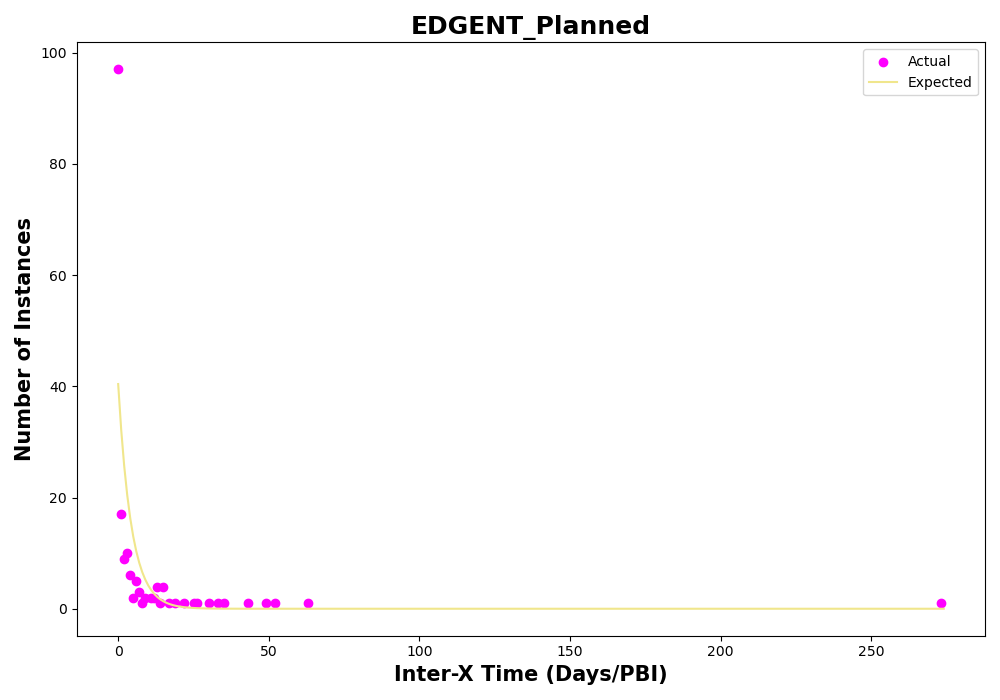 EDGENT_Planned
Actual
Expected
100
80
60
40
20
0
Number of Instances
0 50 100 150 200 250
Inter-X Time (Days/PBI)